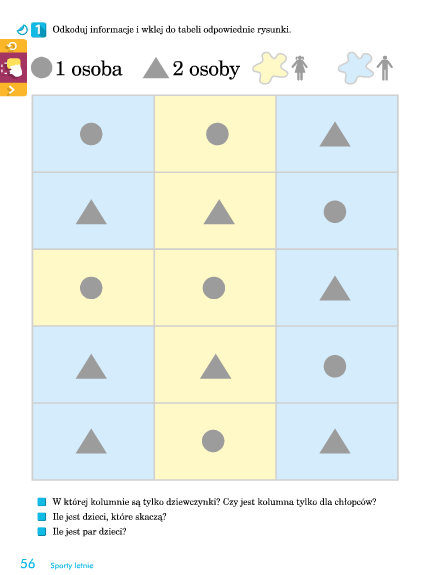 1 Odkoduj informacje i wklej do tabeli odpowiednie rysunki.
1 osoba 2 osoby
W której kolumnie są tylko dziewczynki? Czy jest kolumna tylko dla chłopców?
Ile jest dzieci, które skaczą?
Ile jest par dzieci?
56 Sporty letnie